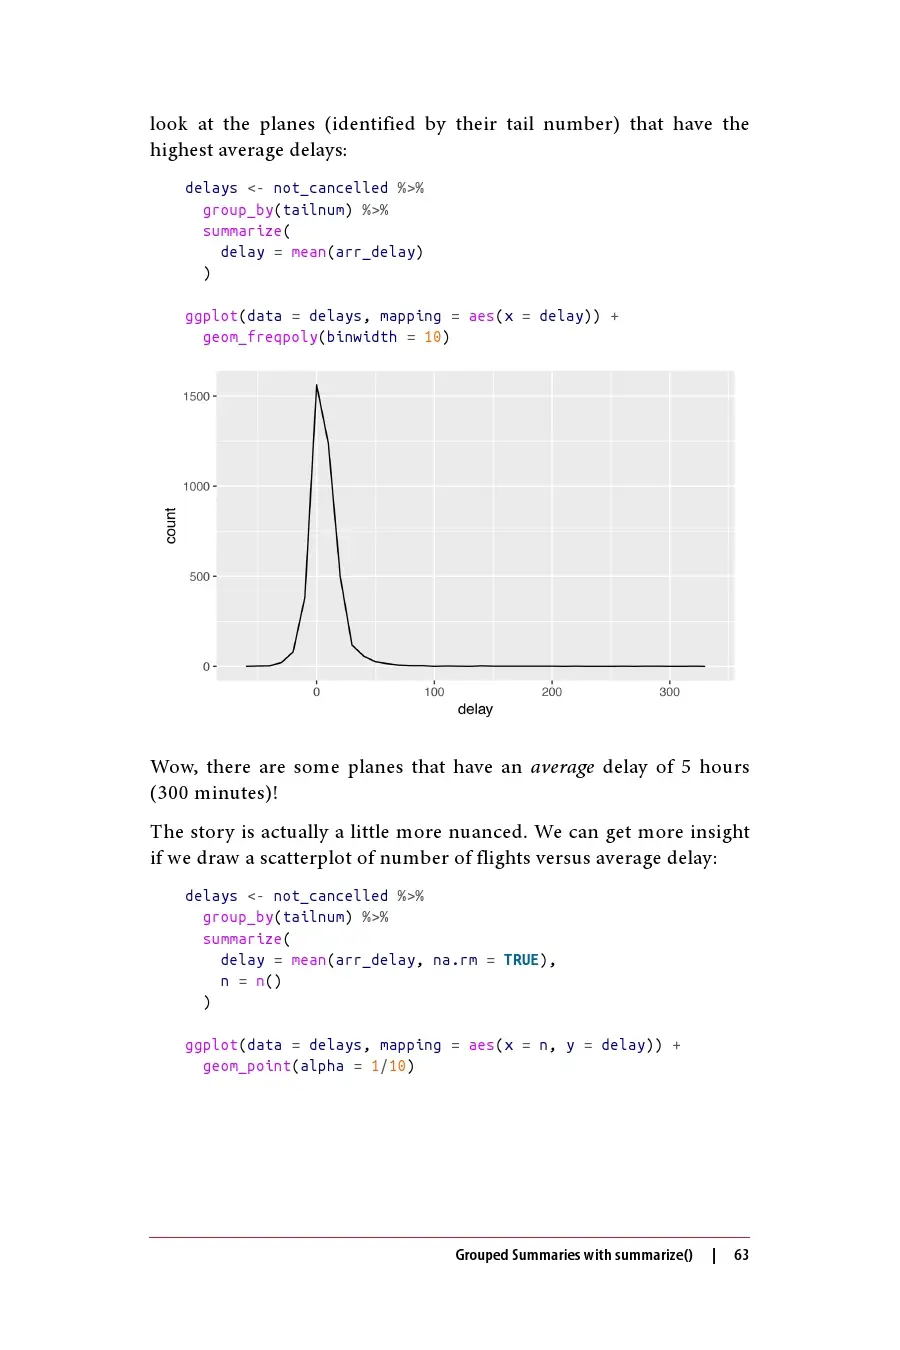 look at the planes (identified by their tail number) that have the
highest average delays:
delays <- not_cancelled %>%
  group_by(tailnum) %>%
  summarize(
    delay = mean(arr_delay)
  )
ggplot(data = delays, mapping = aes(x = delay)) +
  geom_freqpoly(binwidth = 10)
1500
1000
500
0
count
0 100 200 300
delay
Wow, there are some planes that have an average delay of 5 hours
(300 minutes)!
The story is actually a little more nuanced. We can get more insight
if we draw a scatterplot of number of flights versus average delay:
delays <- not_cancelled %>%
  group_by(tailnum) %>%
  summarize(
    delay = mean(arr_delay, na.rm = TRUE),
    n = n()
  )
ggplot(data = delays, mapping = aes(x = n, y = delay)) +
  geom_point(alpha = 1/10)
Grouped Summaries with summarize() | 63